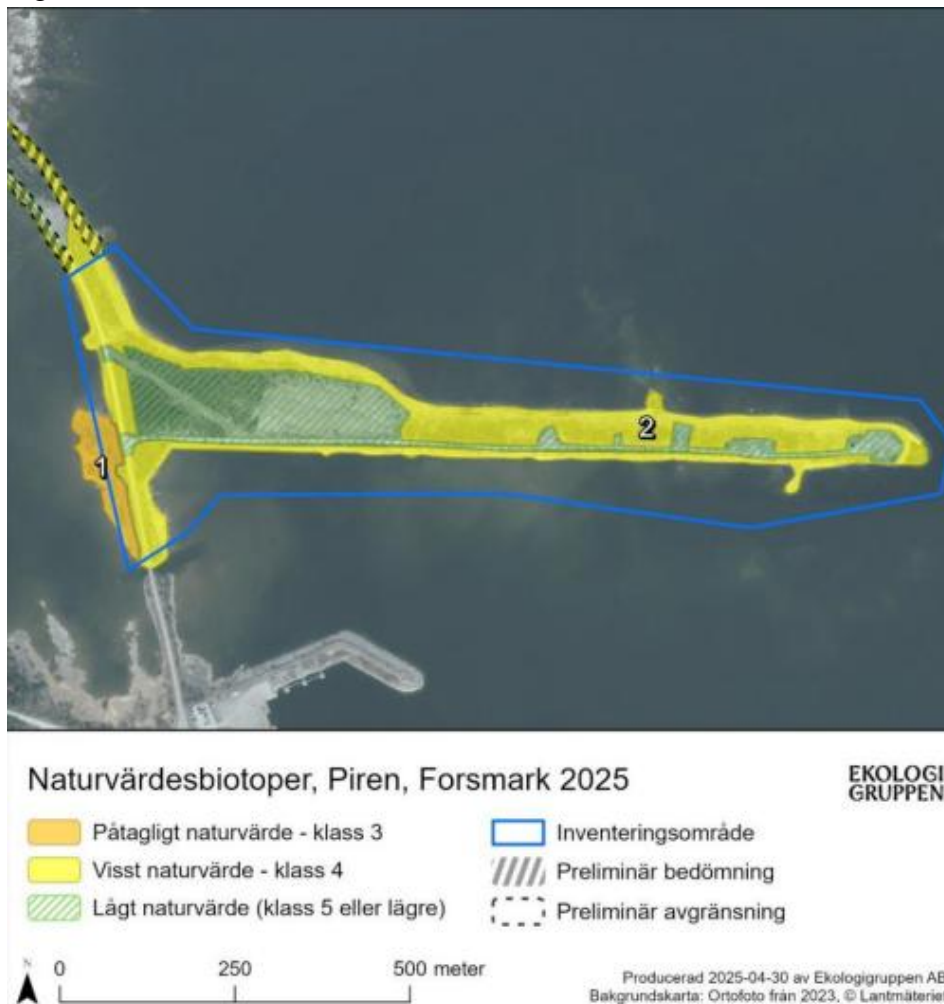 1
2
Naturvärdesbiotoper, Piren, Forsmark 2025
EKOLOGI
GRUPPEN
Påtagligt naturvärde - klass 3
Visst naturvärde - klass 4
Lågt naturvärde (klass 5 eller lägre)
Inventeringsområde
Preliminär bedömning
Preliminär avgränsning
N
0 250 500 meter
Producerad 2025-04-30 av Ekologigruppen AB
Bakgrundskarta: Ortofoto från 2023, © Lantmäteriet